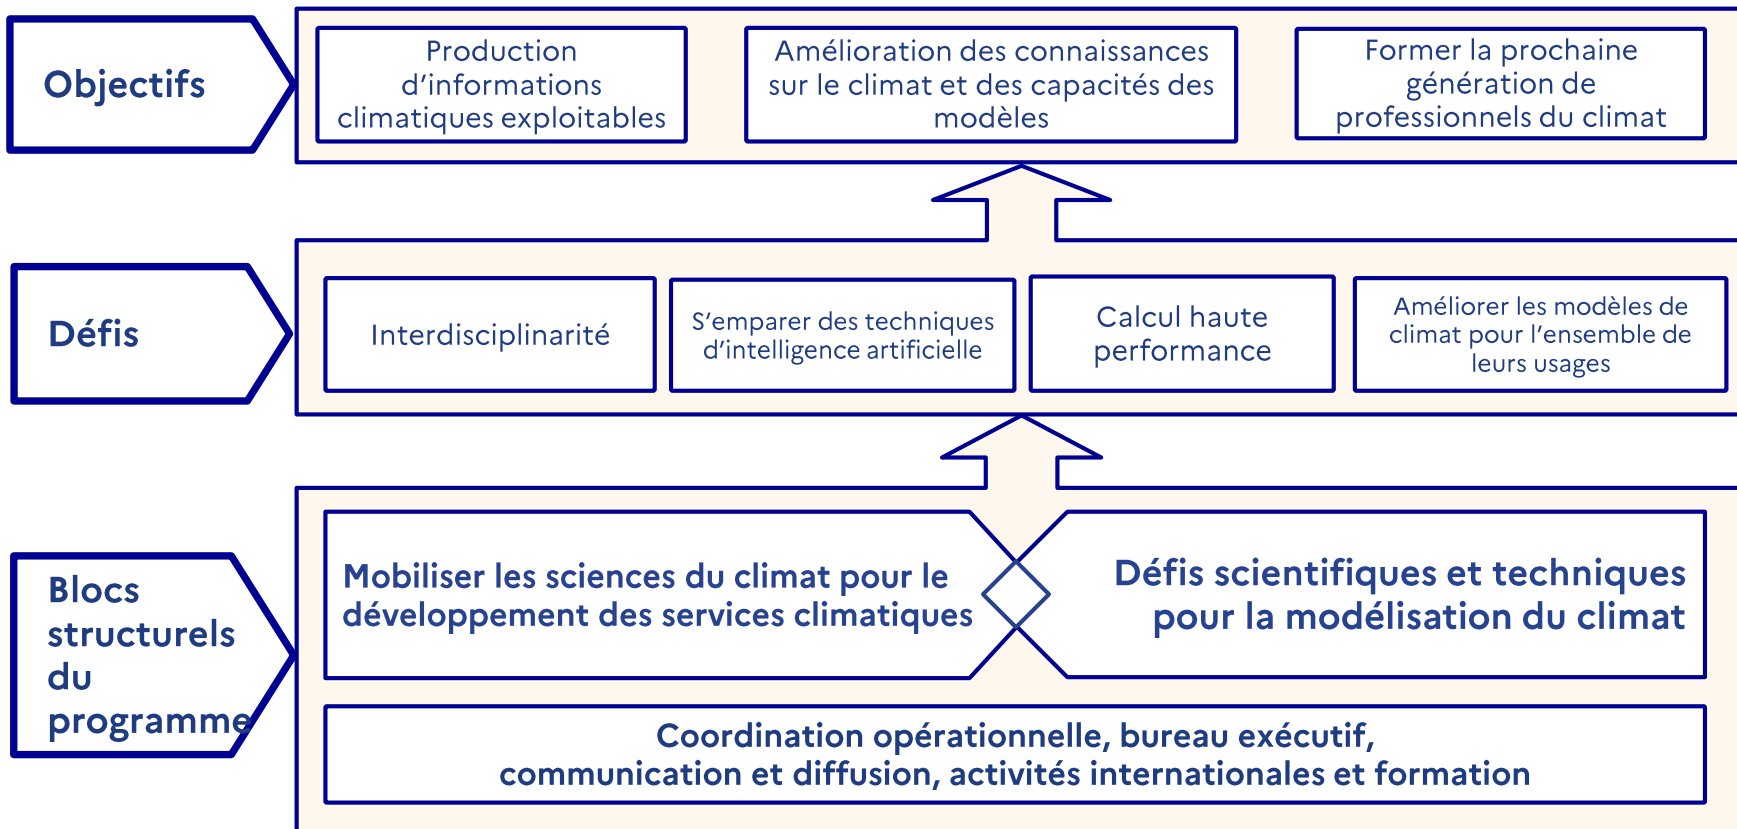 Objectifs
Production
d’informations
climatiques exploitables
Amélioration des connaissances
sur le climat et des capacités des
modèles
Former la prochaine
génération de
professionnels du climat
Défis
Interdisciplinarité
S’emparer des techniques
d’intelligence artificielle
Calcul haute
performance
Améliorer les modèles de
climat pour l’ensemble de
leurs usages
Blocs
structurels
du
programme
Mobiliser les sciences du climat pour le
développement des services climatiques
Défis scientifiques et techniques
pour la modélisation du climat
Coordination opérationnelle, bureau exécutif,
communication et diffusion, activités internationales et formation